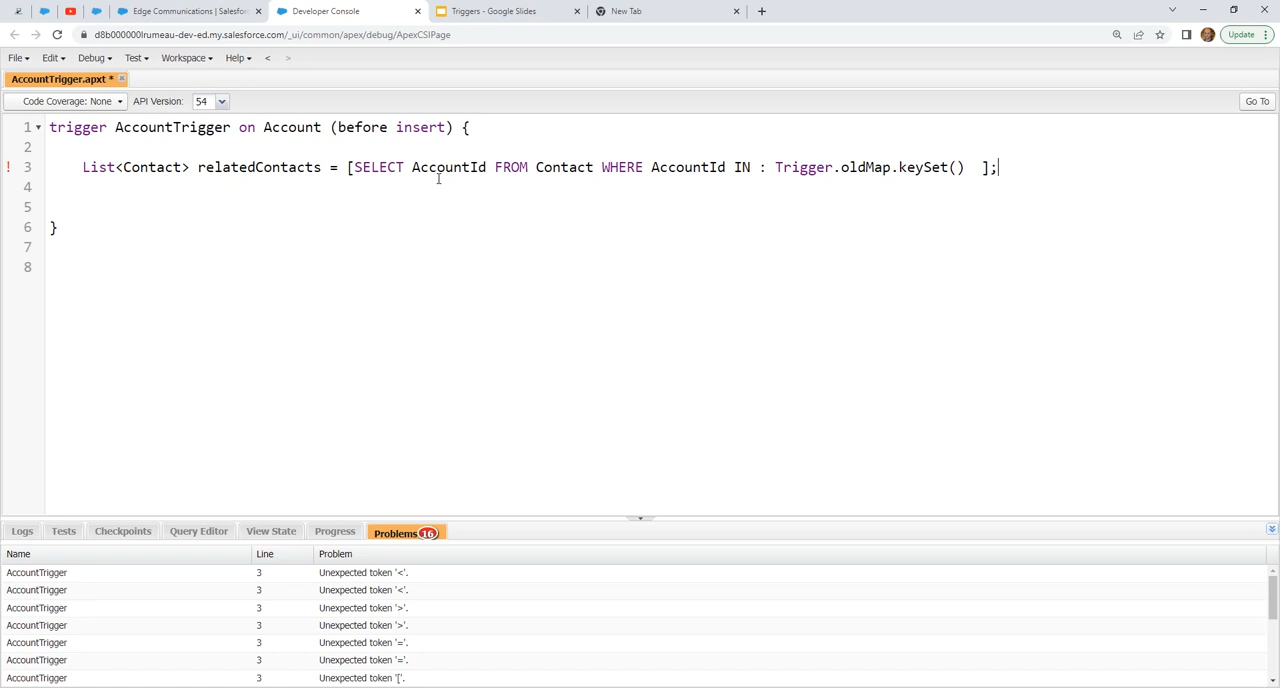 Edge Communications | Salesfor
Developer Console
Triggers - Google Slides
New Tab
d8b000000lrumeau-dev-ed.my.salesforce.com/_ui/common/apex/debug/ApexCSIPage
Update
File Edit Debug Test Workspace Help < >
AccountTrigger.apxt *
Code Coverage: None API Version: 54 Go To
1 trigger AccountTrigger on Account (before insert) {
2
! 3 List<Contact> relatedContacts = [SELECT AccountId FROM Contact WHERE AccountId IN : Trigger.oldMap.keySet() ];
4
5
6 }
7
8
Logs Tests Checkpoints Query Editor View State Progress Problems 16
Name Line Problem
AccountTrigger 3 Unexpected token '<'.
AccountTrigger 3 Unexpected token '<'.
AccountTrigger 3 Unexpected token '>'.
AccountTrigger 3 Unexpected token '>'.
AccountTrigger 3 Unexpected token '='.
AccountTrigger 3 Unexpected token '='.
AccountTrigger 3 Unexpected token '['.